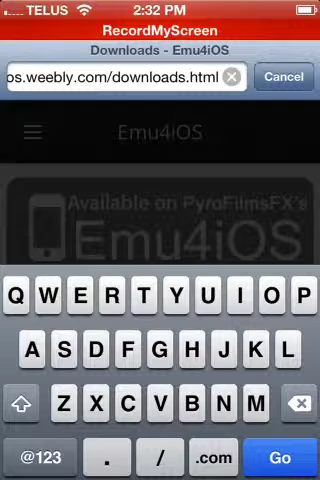 TELUS 2:32 PM
RecordMyScreen
Downloads - Emu4iOS
os.weebly.com/downloads.html Cancel
Emu4iOS
Available on PyroFilmsFX's
Emu4iOS
Q W E R T Y U I O P
A S D F G H J K L
Z X C V B N M
@123 . / .com Go